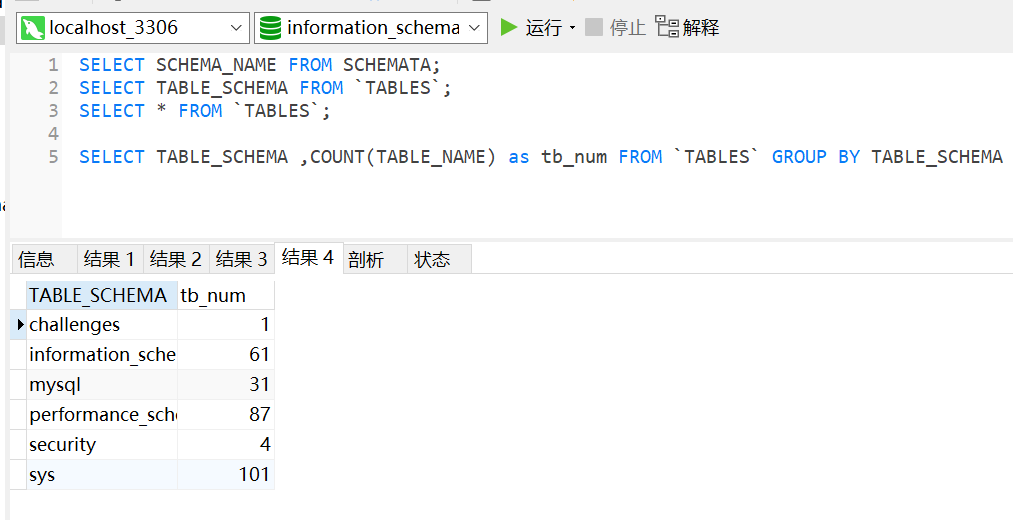 localhost_3306 information_schema 运行 停止 解释
1 SELECT SCHEMA_NAME FROM SCHEMATA;
2 SELECT TABLE_SCHEMA FROM `TABLES`;
3 SELECT * FROM `TABLES`;
4
5 SELECT TABLE_SCHEMA ,COUNT(TABLE_NAME) as tb_num FROM `TABLES` GROUP BY TABLE_SCHEMA
信息 结果 1 结果 2 结果 3 结果 4 剖析 状态
TABLE_SCHEMA tb_num
challenges 1
information_sche 61
mysql 31
performance_sch 87
security 4
sys 101